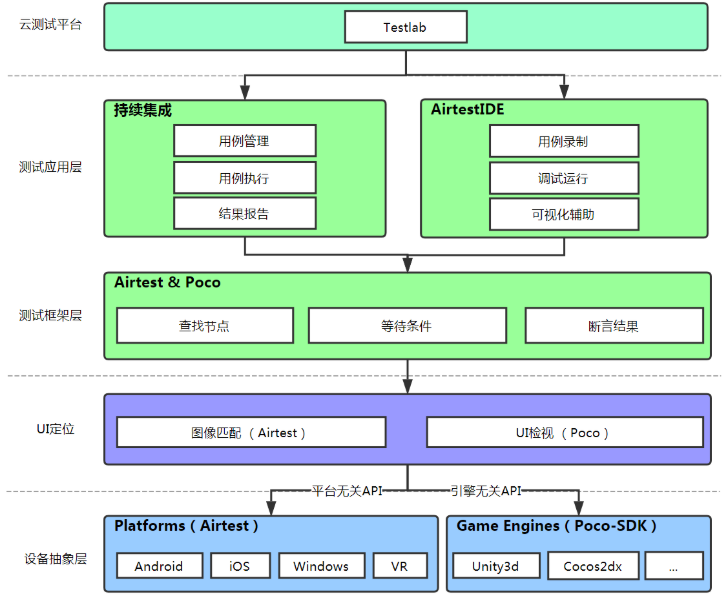 云测试平台
Testlab
持续集成
AirtestIDE
用例管理
用例录制
测试应用层
用例执行
调试运行
结果报告
可视化辅助
Airtest & Poco
测试框架层
查找节点
等待条件
断言结果
UI定位
图像匹配（Airtest）
UI检视（Poco）
平台无关API
引擎无关API
Platforms（Airtest）
Game Engines（Poco-SDK）
设备抽象层
Android
iOS
Windows
VR
Unity3d
Cocos2dx
...